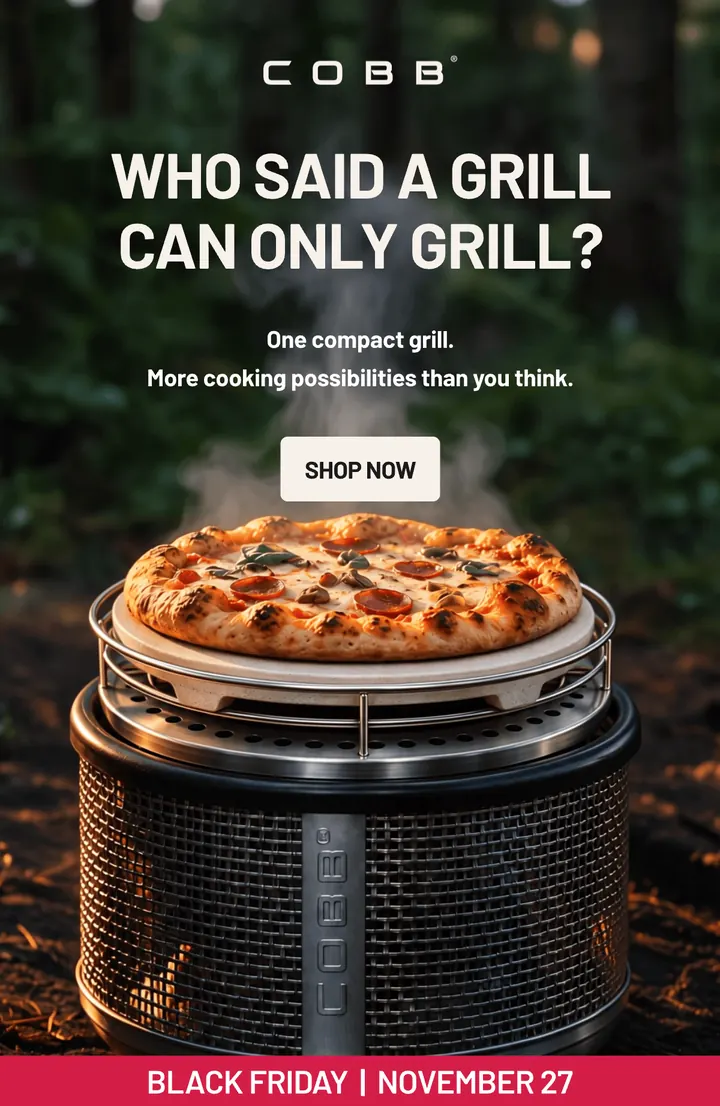 COBB®
WHO SAID A GRILL
CAN ONLY GRILL?
One compact grill.
More cooking possibilities than you think.
SHOP NOW
COBB®
BLACK FRIDAY | NOVEMBER 27